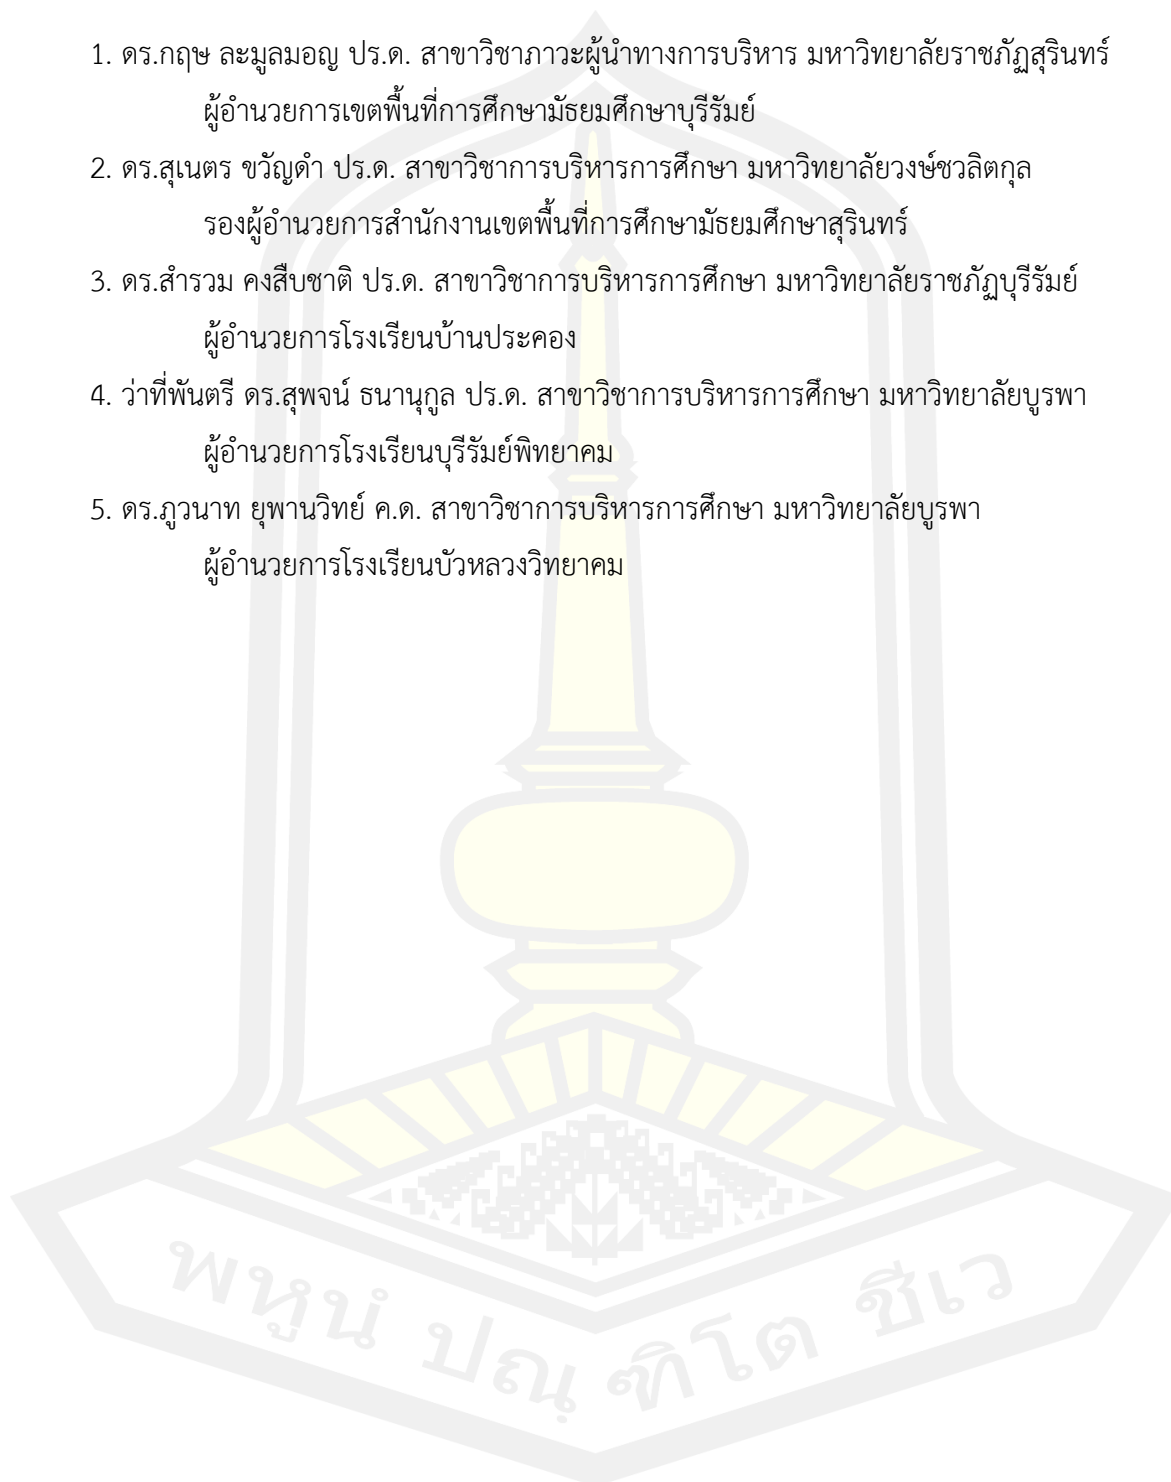 1. ดร.กฤษ ละมูลมอญ ปร.ด. สาขาวิชาภาวะผู้นำทางการบริหาร มหาวิทยาลัยราชภัฏสุรินทร์
ผู้อำนวยการเขตพื้นที่การศึกษามัธยมศึกษาบุรีรัมย์
2. ดร.สุเนตร ขวัญดำ ปร.ด. สาขาวิชาการบริหารการศึกษา มหาวิทยาลัยวงษ์ชวลิตกุล
รองผู้อำนวยการสำนักงานเขตพื้นที่การศึกษามัธยมศึกษาสุรินทร์
3. ดร.สำรวม คงสืบชาติ ปร.ด. สาขาวิชาการบริหารการศึกษา มหาวิทยาลัยราชภัฏบุรีรัมย์
ผู้อำนวยการโรงเรียนบ้านประคอง
4. ว่าที่พันตรี ดร.สุพจน์ ธนานุกูล ปร.ด. สาขาวิชาการบริหารการศึกษา มหาวิทยาลัยบูรพา
ผู้อำนวยการโรงเรียนบุรีรัมย์พิทยาคม
5. ดร.ภูวนาท ยุพานวิทย์ ค.ด. สาขาวิชาการบริหารการศึกษา มหาวิทยาลัยบูรพา
ผู้อำนวยการโรงเรียนบัวหลวงวิทยาคม
พหูนํ ปณฺฑิโต ชีเว